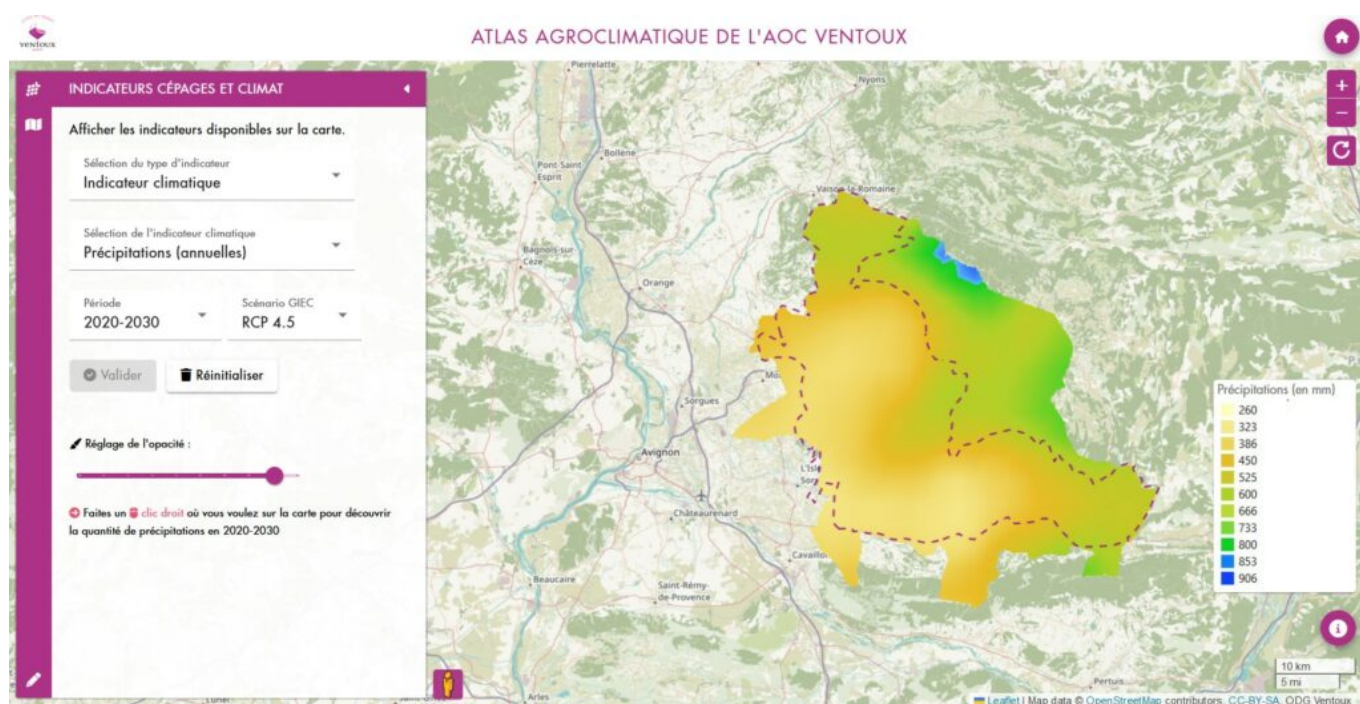 VENTOUX
ATLAS AGROCLIMATIQUE DE L'AOC VENTOUX
INDICATEURS CÉPAGES ET CLIMAT
Afficher les indicateurs disponibles sur la carte.
Sélection du type d'indicateur
Indicateur climatique
Sélection de l'indicateur climatique
Précipitations (annuelles)
Période
2020-2030
Scénario GIEC
RCP 4.5
Valider
Réinitialiser
Réglage de l'opacité :
Faites un clic droit où vous voulez sur la carte pour découvrir
la quantité de précipitations en 2020-2030
Pierrelatte
Nyons
Bollène
Pont-Saint-
Esprit
Vaison-la-Romaine
Bagnols-sur-
Cèze
Orange
Sorgues
Avignon
L'Isle
Châteaurenard
Cavaillon
Beaucaire
Saint-Rémy-
de-Provence
Arles
Pertuis
+
−
Précipitations (en mm)
260
323
386
450
525
600
666
733
800
853
906
10 km
5 mi
Leaflet | Map data © OpenStreetMap contributors, CC-BY-SA, ODG Ventoux